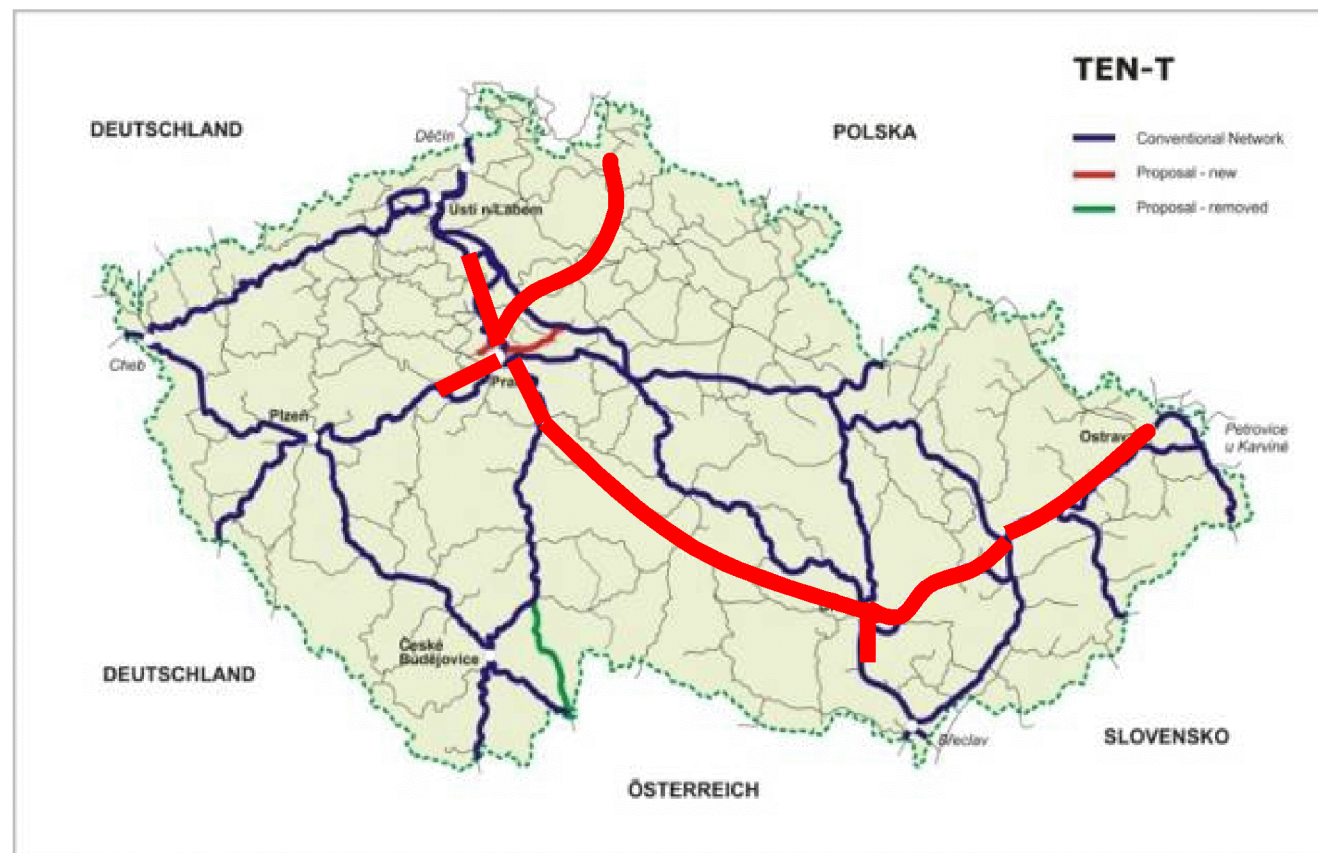 TEN-T
DEUTSCHLAND
POLSKA
Děčín
Conventional Network
Proposal - new
Proposal - removed
Ústí n/Labem
Cheb
Plzeň
Petrovice
u Karviné
České
Budějovice
DEUTSCHLAND
Břeclav
SLOVENSKO
ÖSTERREICH